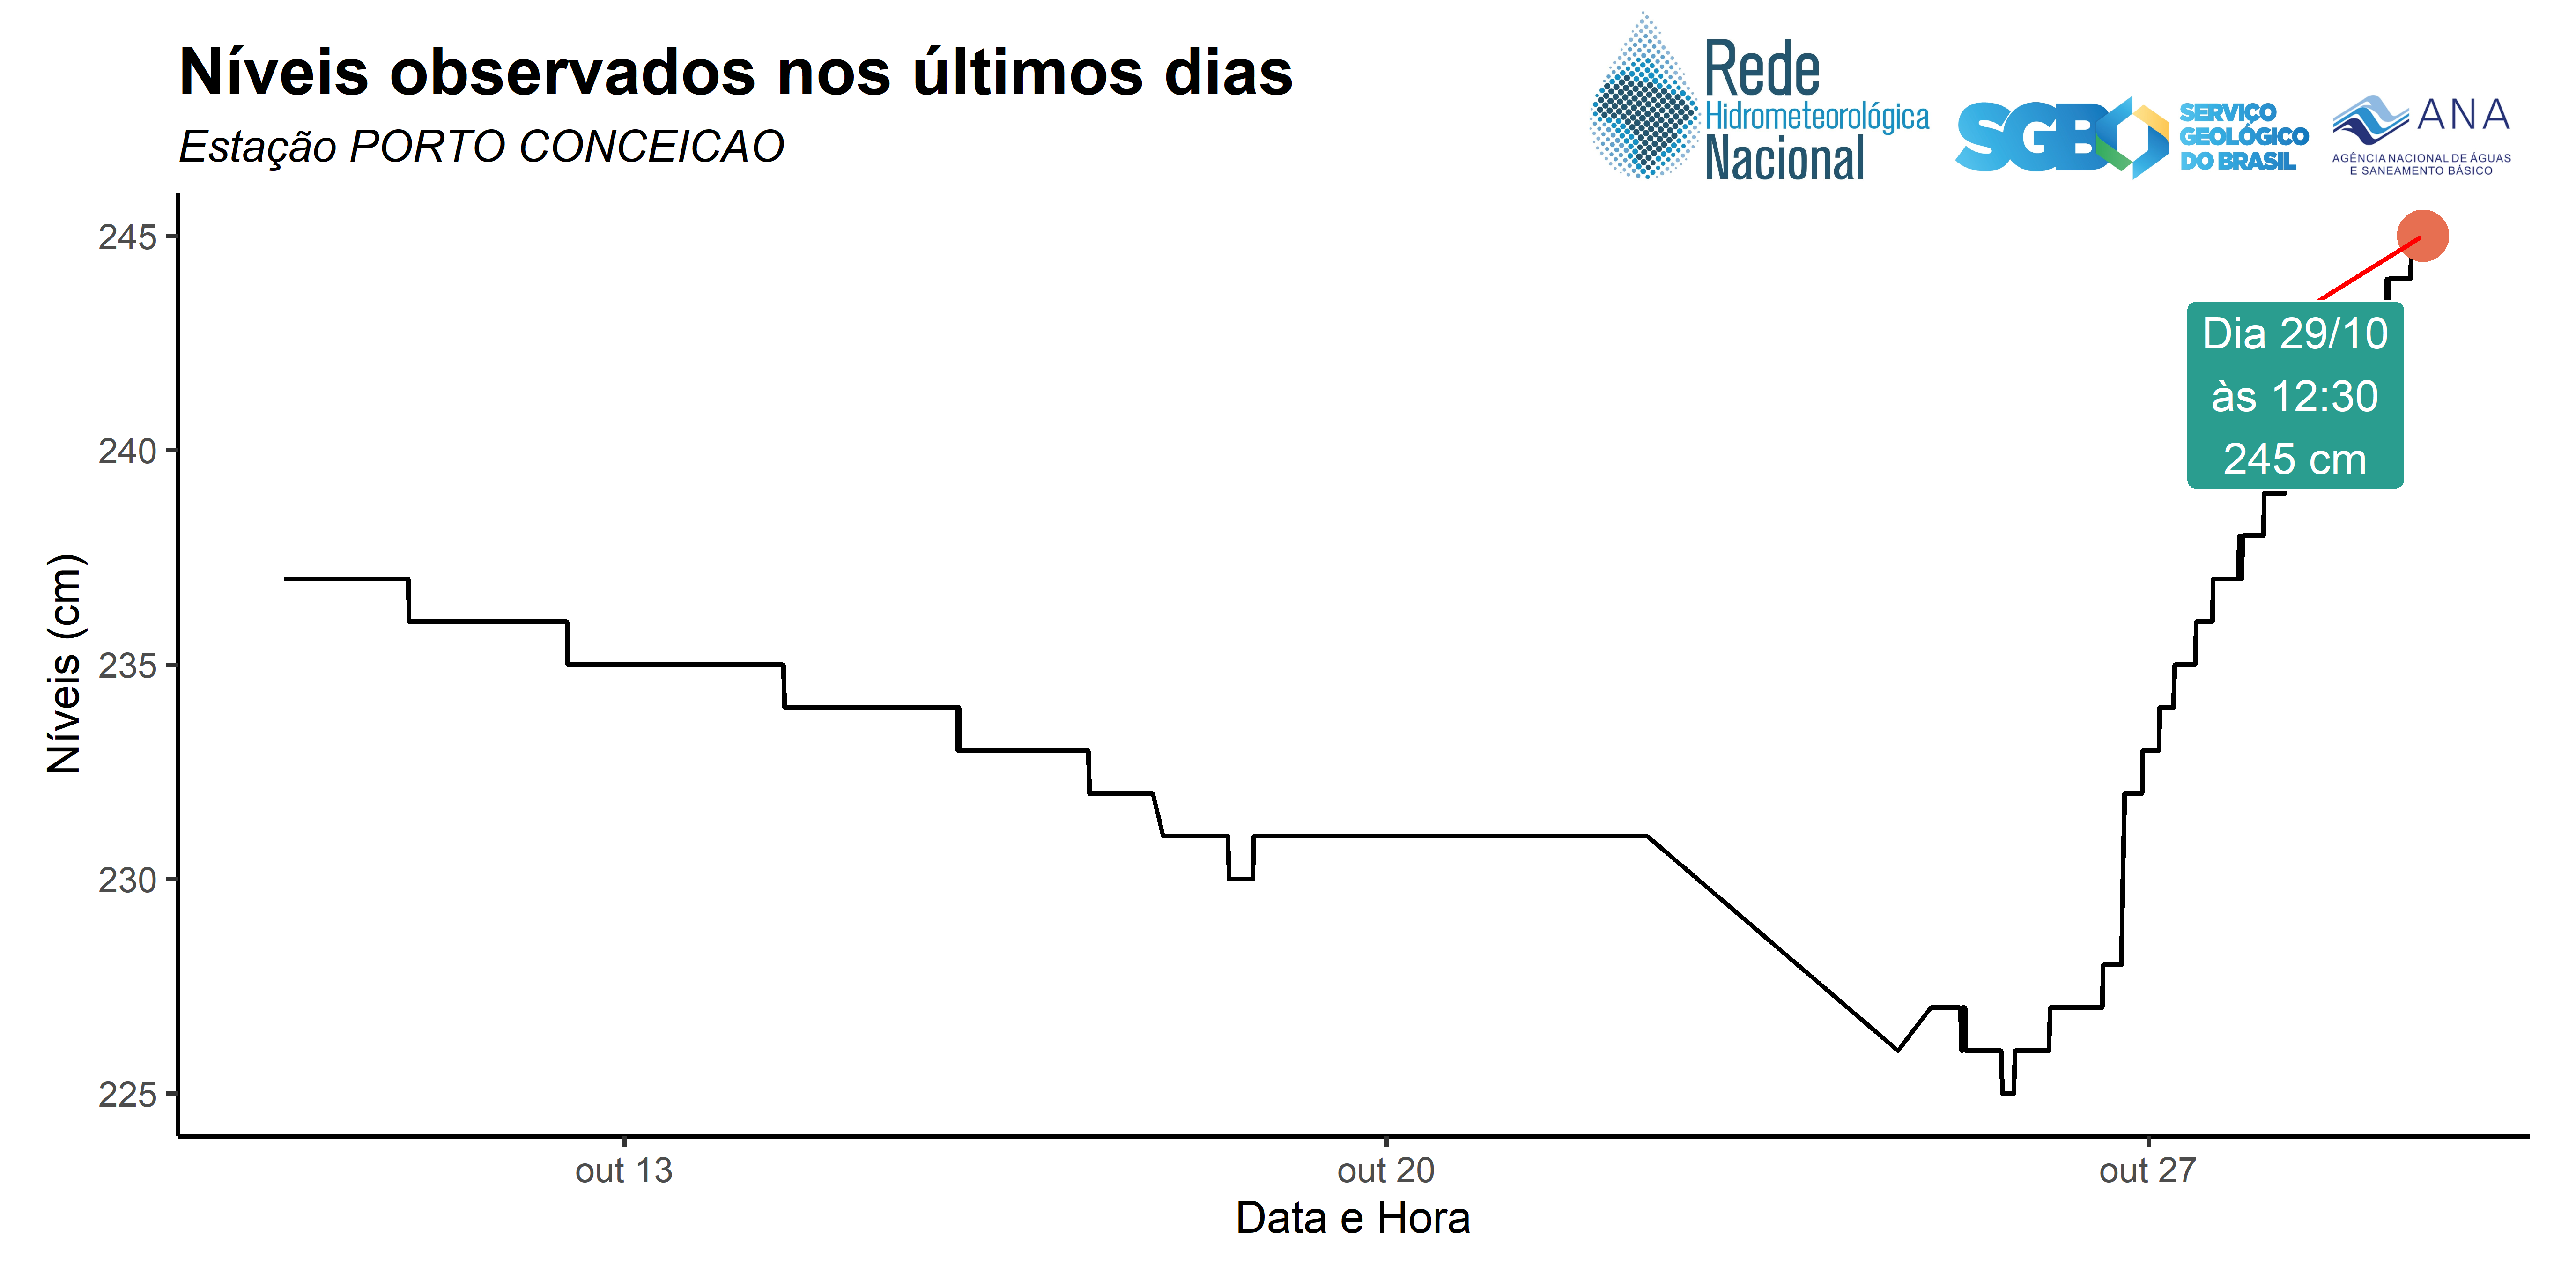 Níveis observados nos últimos dias
Estação PORTO CONCEICAO
Rede
Hidrometeorológica
Nacional
SGB
SERVIÇO
GEOLÓGICO
DO BRASIL
ANA
AGÊNCIA NACIONAL DE ÁGUAS
E SANEAMENTO BÁSICO
245
240
235
230
225
Níveis (cm)
Dia 29/10
às 12:30
245 cm
out 13
out 20
out 27
Data e Hora